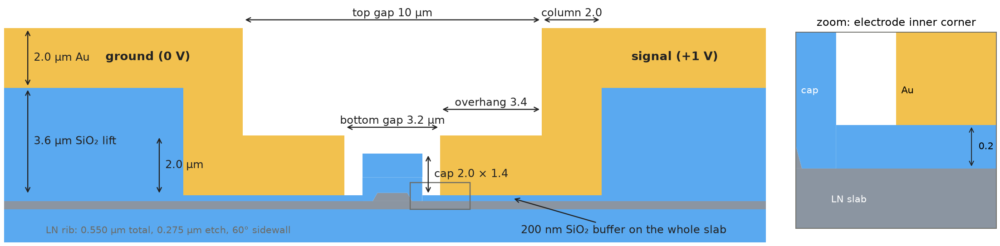 top gap 10 µm
column 2.0
zoom: electrode inner corner
2.0 µm Au
ground (0 V)
signal (+1 V)
cap
Au
overhang 3.4
bottom gap 3.2 µm
3.6 µm SiO₂ lift
2.0 µm
cap 2.0 × 1.4
0.2
LN slab
LN rib: 0.550 µm total, 0.275 µm etch, 60° sidewall
200 nm SiO₂ buffer on the whole slab